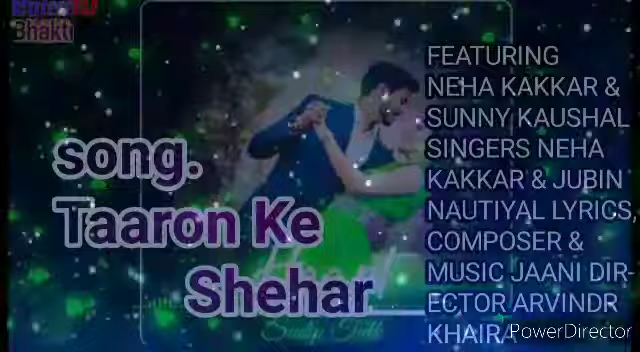 Bhakti
song.
Taaron Ke
Shehar
FEATURING
NEHA KAKKAR &
SUNNY KAUSHAL
SINGERS NEHA
KAKKAR & JUBIN
NAUTIYAL LYRICS,
COMPOSER &
MUSIC JAANI DIR-
ECTOR ARVINDR
KHAIRA
PowerDirector